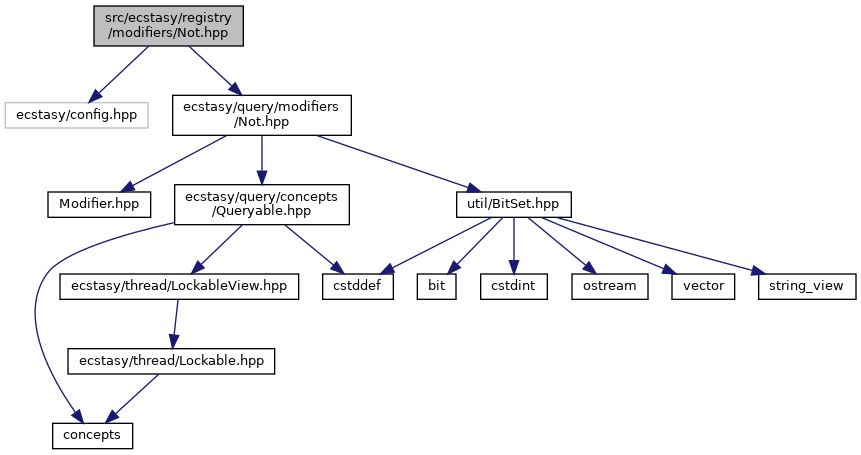 src/ecstasy/registry
/modifiers/Not.hpp
ecstasy/config.hpp
ecstasy/query/modifiers
/Not.hpp
Modifier.hpp
ecstasy/query/concepts
/Queryable.hpp
util/BitSet.hpp
ecstasy/thread/LockableView.hpp
cstddef
bit
cstdint
ostream
vector
string_view
ecstasy/thread/Lockable.hpp
concepts